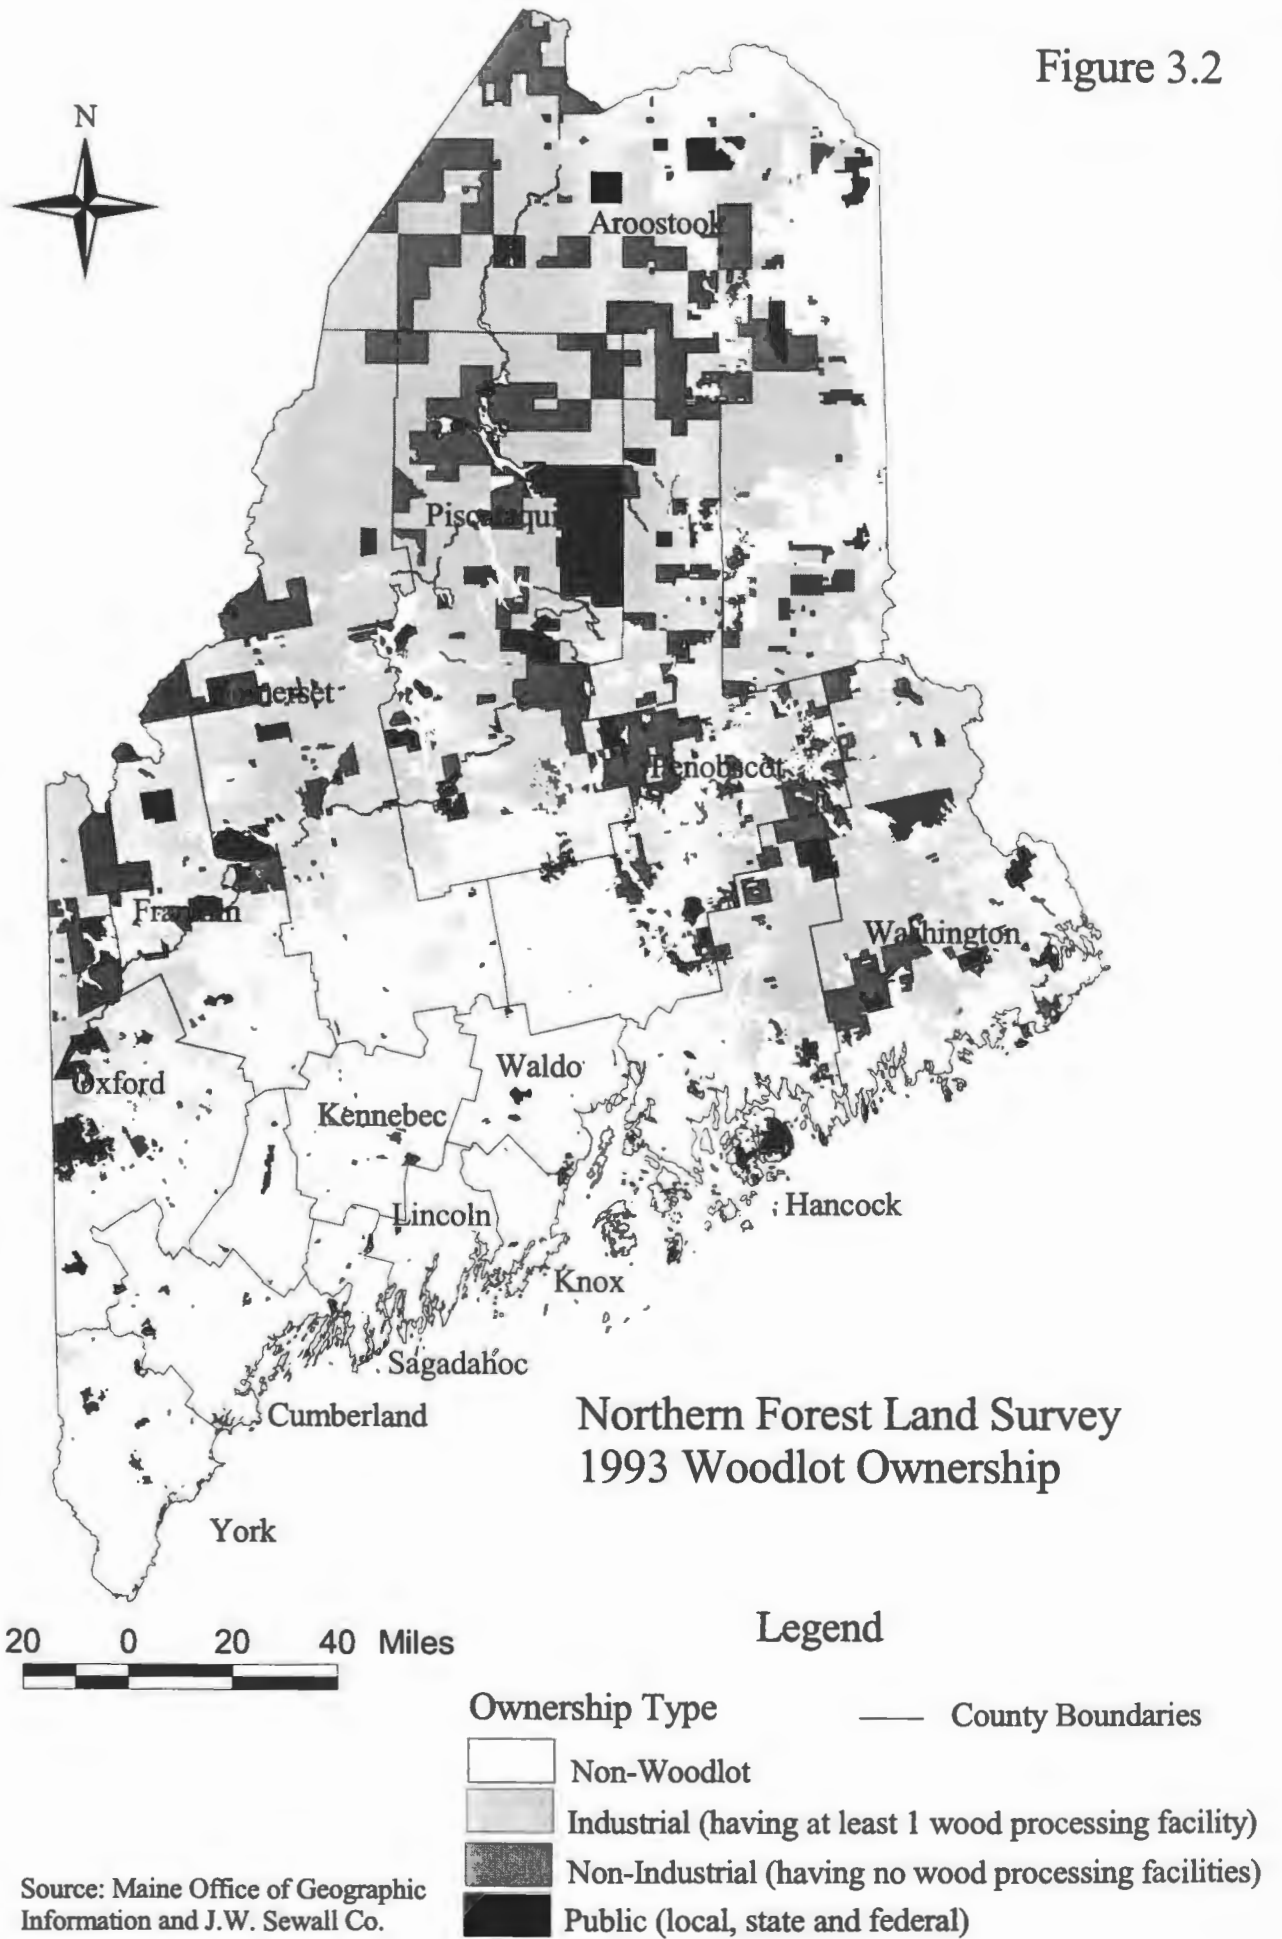 Figure 3.2
N
Aroostook
Piscataqui
Somerset
Penobscot
Franklin
Washington
Oxford
Waldo
Kennebec
Lincoln
Hancock
Knox
Sagadahoc
Cumberland
York
Northern Forest Land Survey
1993 Woodlot Ownership
20 0 20 40 Miles
Legend
Ownership Type
County Boundaries
Non-Woodlot
Industrial (having at least 1 wood processing facility)
Non-Industrial (having no wood processing facilities)
Public (local, state and federal)
Source: Maine Office of Geographic
Information and J.W. Sewall Co.